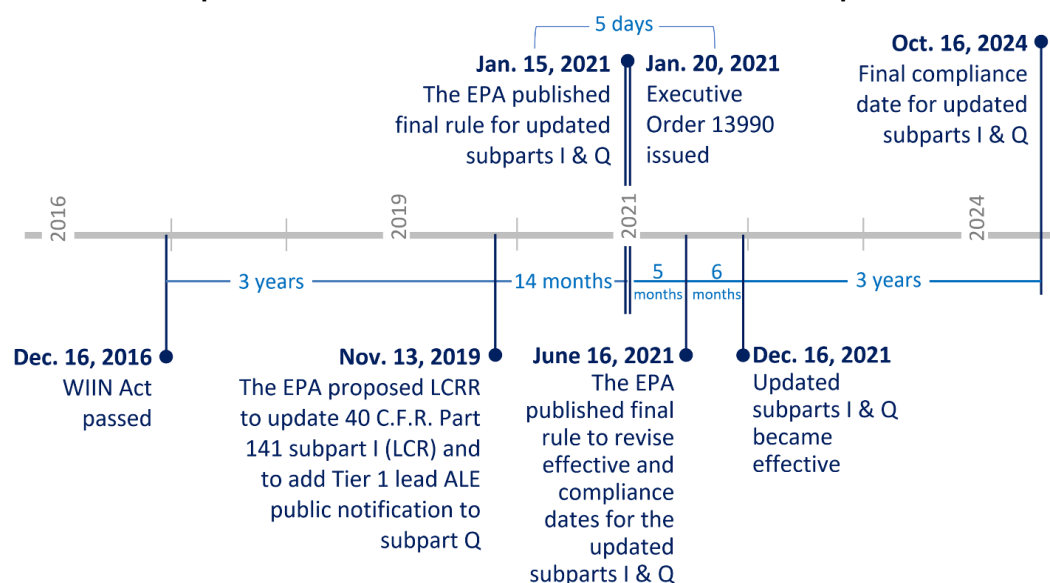 5 days
Jan. 15, 2021
The EPA published
final rule for updated
subparts I & Q
Jan. 20, 2021
Executive
Order 13990
issued
Oct. 16, 2024
Final compliance
date for updated
subparts I & Q
2016
2019
2021
2024
3 years
14 months
5
months
6
months
3 years
Dec. 16, 2016
WIIN Act
passed
Nov. 13, 2019
The EPA proposed LCRR
to update 40 C.F.R. Part
141 subpart I (LCR) and
to add Tier 1 lead ALE
public notification to
subpart Q
June 16, 2021
The EPA
published final
rule to revise
effective and
compliance
dates for the
updated
subparts I & Q
Dec. 16, 2021
Updated
subparts I & Q
became
effective